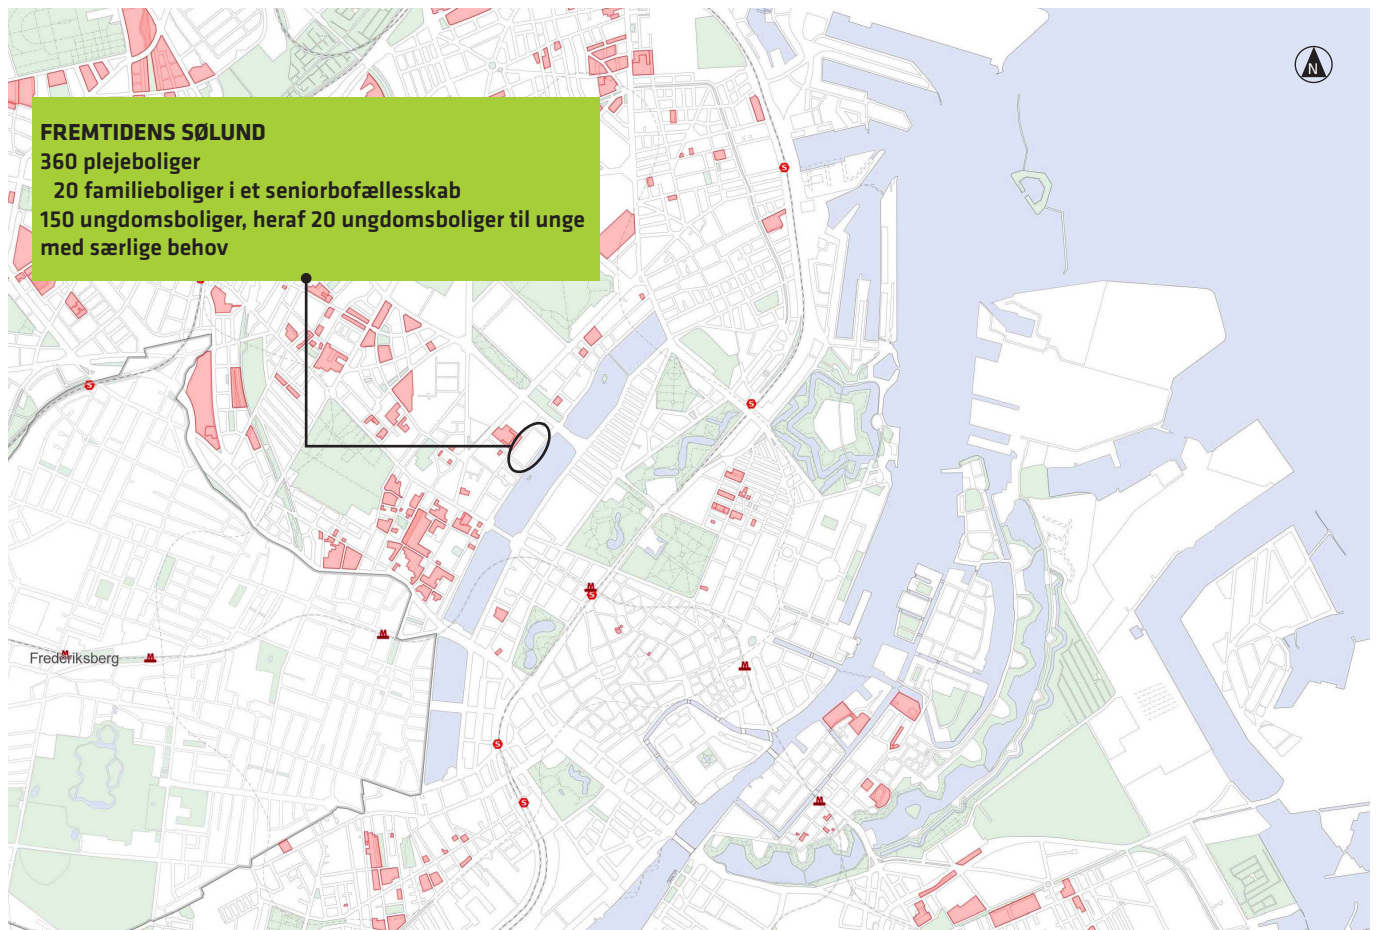 N
FREMTIDENS SØLUND
360 plejeboliger
20 familieboliger i et seniorbofællesskab
150 ungdomsboliger, heraf 20 ungdomsboliger til unge
med særlige behov
S
S
S
M
S
M
Frederiksberg
M
M
M
S
S
M